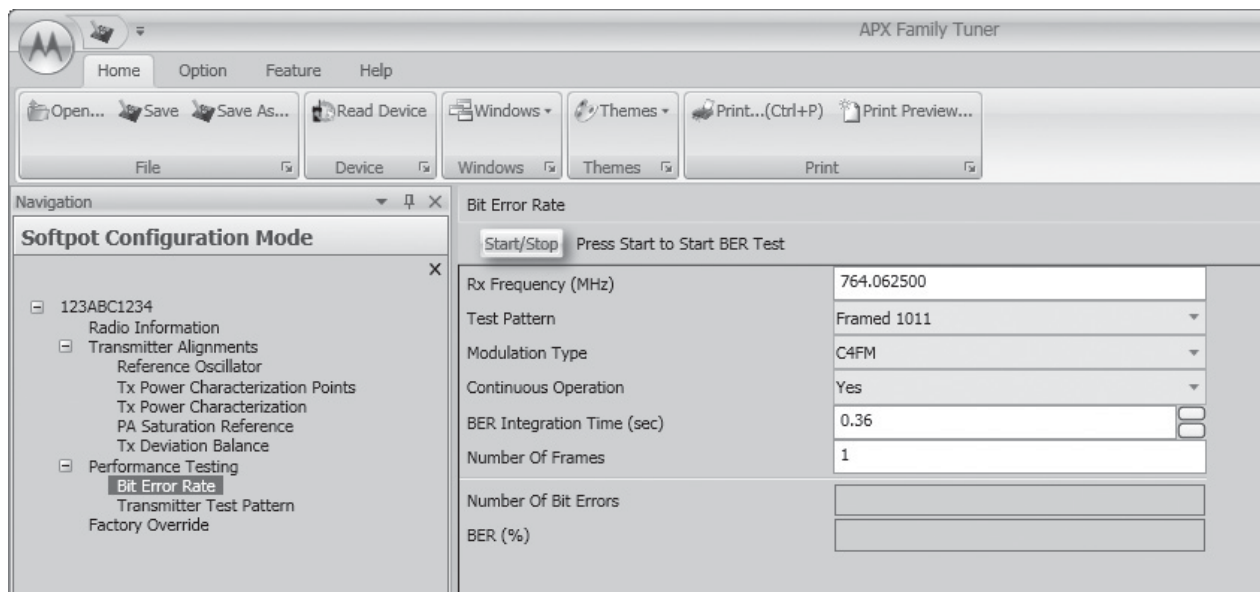 APX Family Tuner
Home Option Feature Help
Open... Save Save As... Read Device Windows Themes Print...(Ctrl+P) Print Preview...
File Device Windows Themes Print
Navigation
Softpot Configuration Mode
123ABC1234
Radio Information
Transmitter Alignments
Reference Oscillator
Tx Power Characterization Points
Tx Power Characterization
PA Saturation Reference
Tx Deviation Balance
Performance Testing
Bit Error Rate
Transmitter Test Pattern
Factory Override
Bit Error Rate
Start/Stop Press Start to Start BER Test
Rx Frequency (MHz) 764.062500
Test Pattern Framed 1011
Modulation Type C4FM
Continuous Operation Yes
BER Integration Time (sec) 0.36
Number Of Frames 1
Number Of Bit Errors
BER (%)